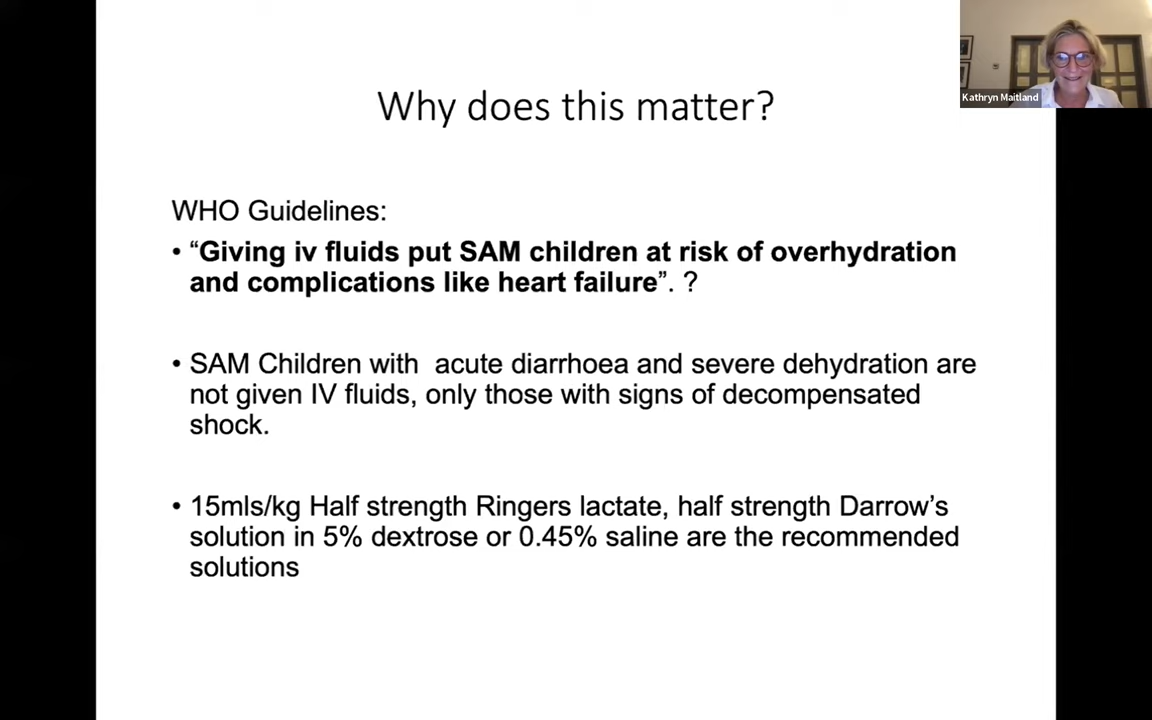 Kathryn Maitland
Why does this matter?
WHO Guidelines:
• “Giving iv fluids put SAM children at risk of overhydration
and complications like heart failure”. ?
• SAM Children with  acute diarrhoea and severe dehydration are
not given IV fluids, only those with signs of decompensated
shock.
• 15mls/kg Half strength Ringers lactate, half strength Darrow’s
solution in 5% dextrose or 0.45% saline are the recommended
solutions